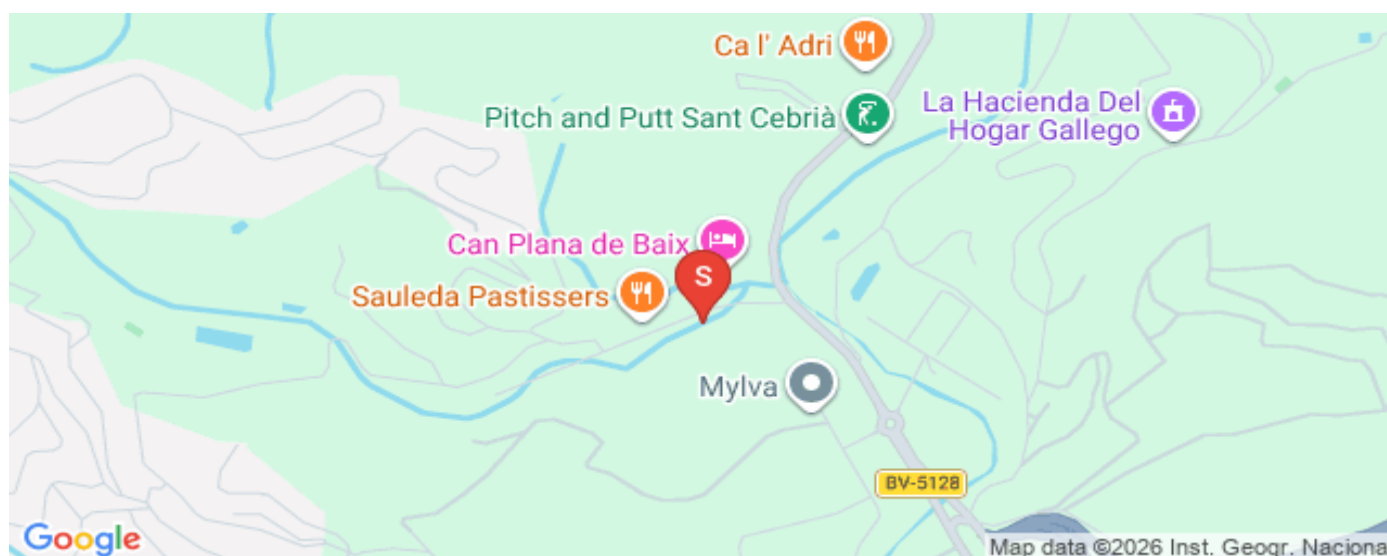 Ca l' Adri
Pitch and Putt Sant Cebrià
La Hacienda Del
Hogar Gallego
Can Plana de Baix
S
Sauleda Pastissers
Mylva
BV-5128
Google
Map data ©2026 Inst. Geogr. Naciona